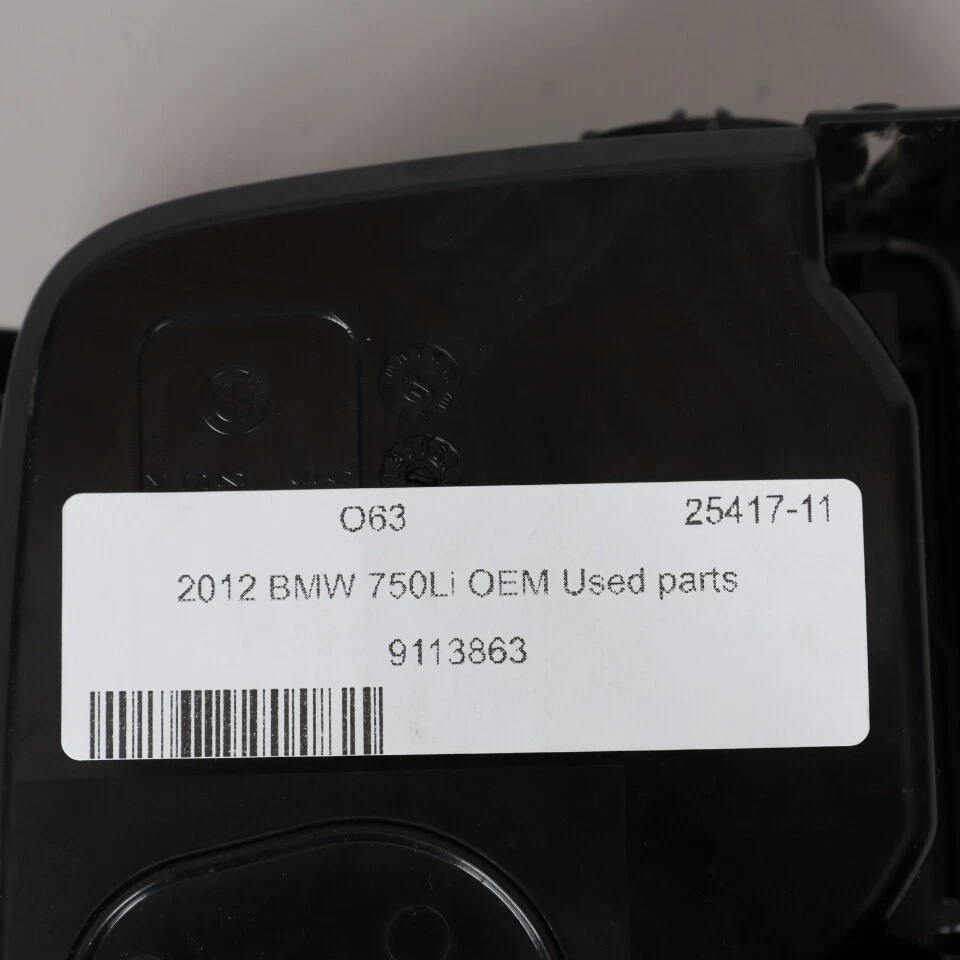 O63 25417-11
2012 BMW 750Li OEM Used parts
9113863